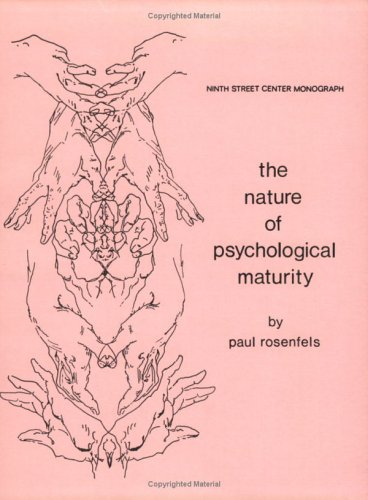 Copyrighted Material
NINTH STREET CENTER MONOGRAPH
the
nature
of
psychological
maturity
by
paul rosenfels
Copyrighted Material